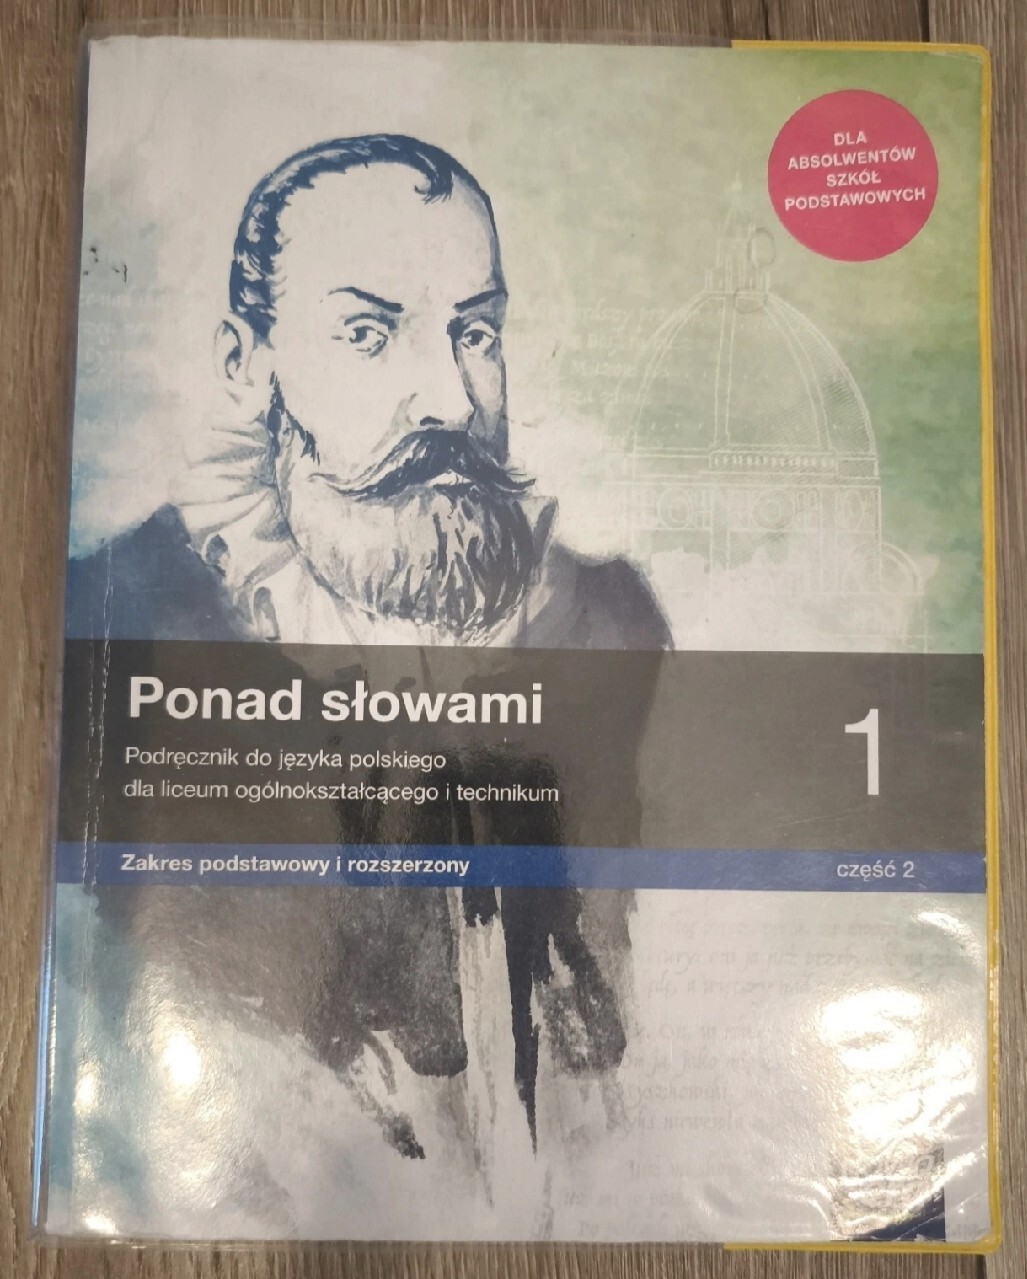 DLA
ABSOLWENTÓW
SZKÓŁ
PODSTAWOWYCH
Ponad słowami
1
Podręcznik do języka polskiego
dla liceum ogólnokształcącego i technikum
Zakres podstawowy i rozszerzony
część 2